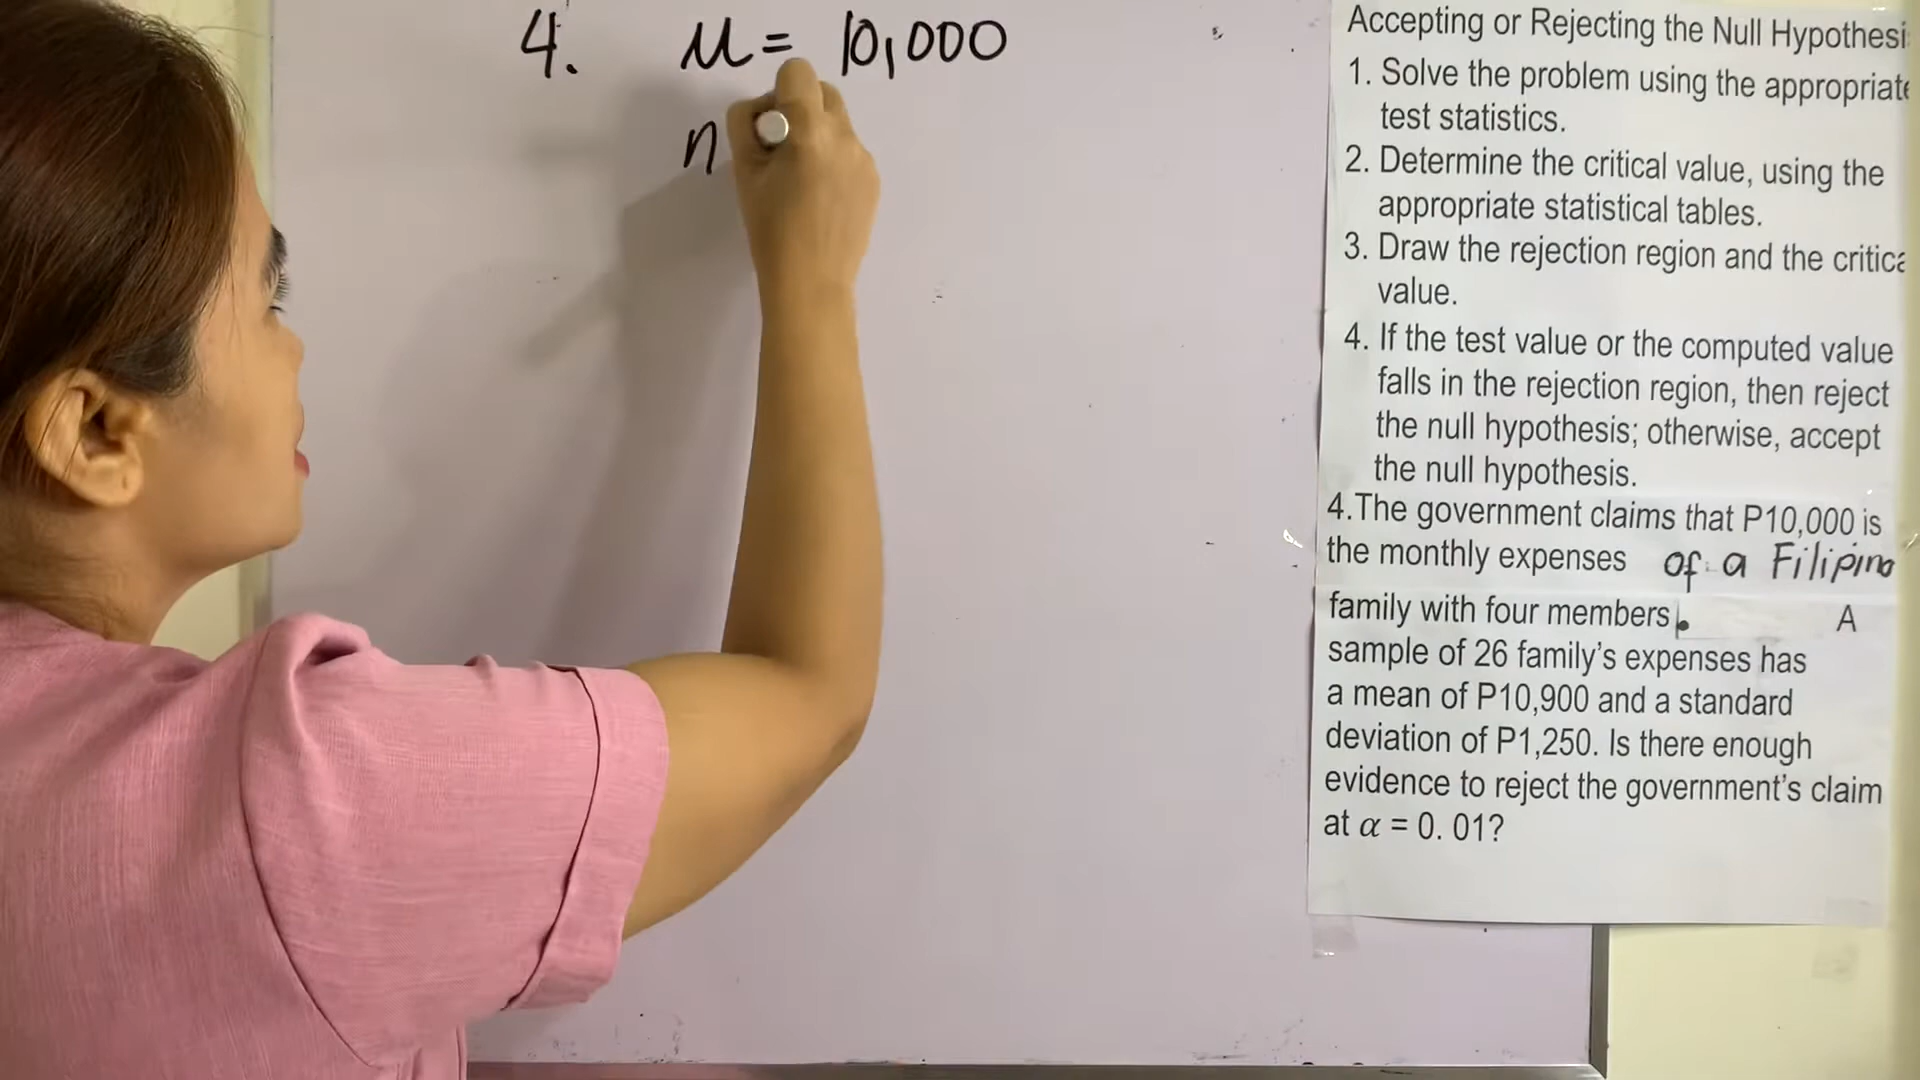 4. μ = 10,000
n
Accepting or Rejecting the Null Hypothesi
1. Solve the problem using the appropriate
test statistics.
2. Determine the critical value, using the
appropriate statistical tables.
3. Draw the rejection region and the critica
value.
4. If the test value or the computed value
falls in the rejection region, then reject
the null hypothesis; otherwise, accept
the null hypothesis.
4.The government claims that P10,000 is
the monthly expenses of a Filipino
family with four members. A
sample of 26 family's expenses has
a mean of P10,900 and a standard
deviation of P1,250. Is there enough
evidence to reject the government's claim
at α = 0. 01?